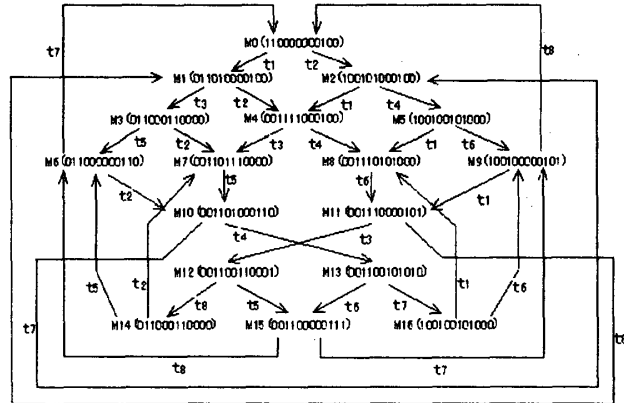 t7 M0(110000000100) t8
t1 t2
M1(011010000100) M2(100101000100)
t3 t2 t1 t4
M3(011000110000) M4(001111000100) M5(100100101000)
t5 t2 t3 t4 t1 t6
M6(011000000110) M7(001101110000) M8(001110101000) M9(100100000101)
t2 t5 t6 t1
M10(001101000110) M11(001110000101)
t4 t3
M12(001100110001) M13(001100101010)
t5 t2 t1 t6
t7 t8 t5 t6 t7 t8
M14(011000110000) M15(001100000111) M16(100100101000)
t8 t7